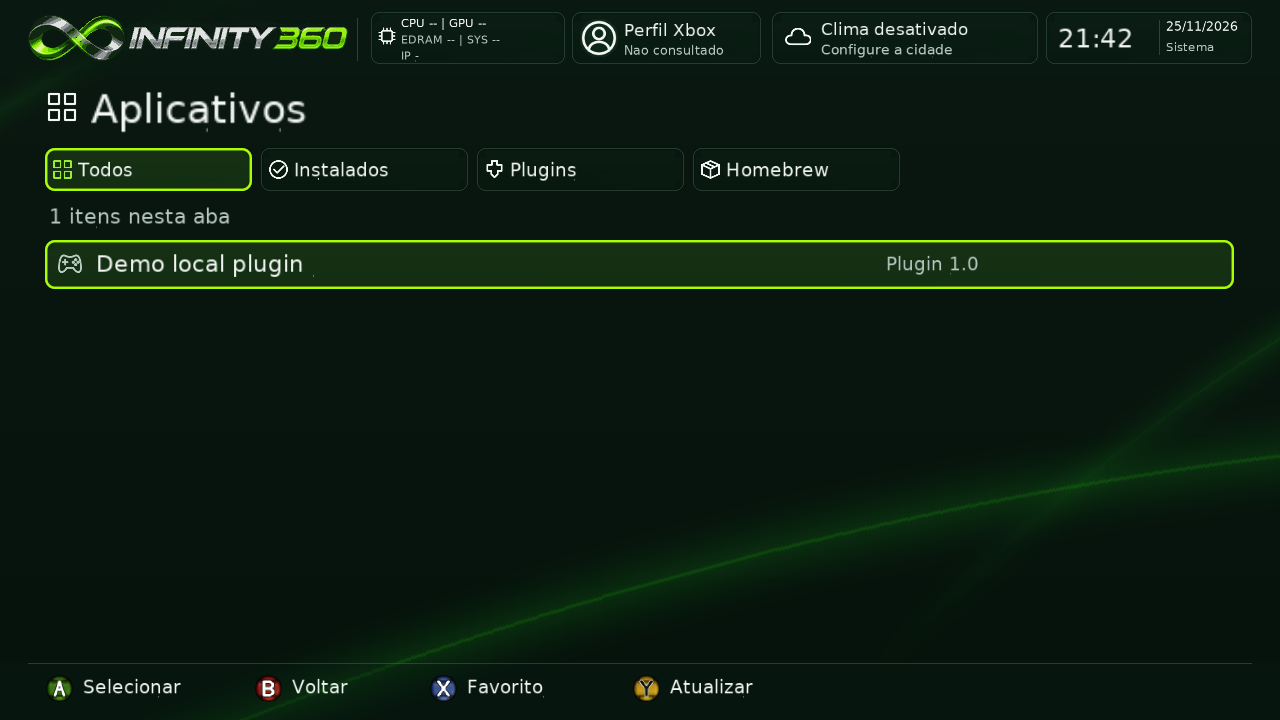 INFINITY 360
CPU -- | GPU --
EDRAM -- | SYS --
IP -
Perfil Xbox
Nao consultado
Clima desativado
Configure a cidade
21:42
25/11/2026
Sistema
Aplicativos
Todos
Instalados
Plugins
Homebrew
1 itens nesta aba
Demo local plugin
Plugin 1.0
A Selecionar
B Voltar
X Favorito
Y Atualizar